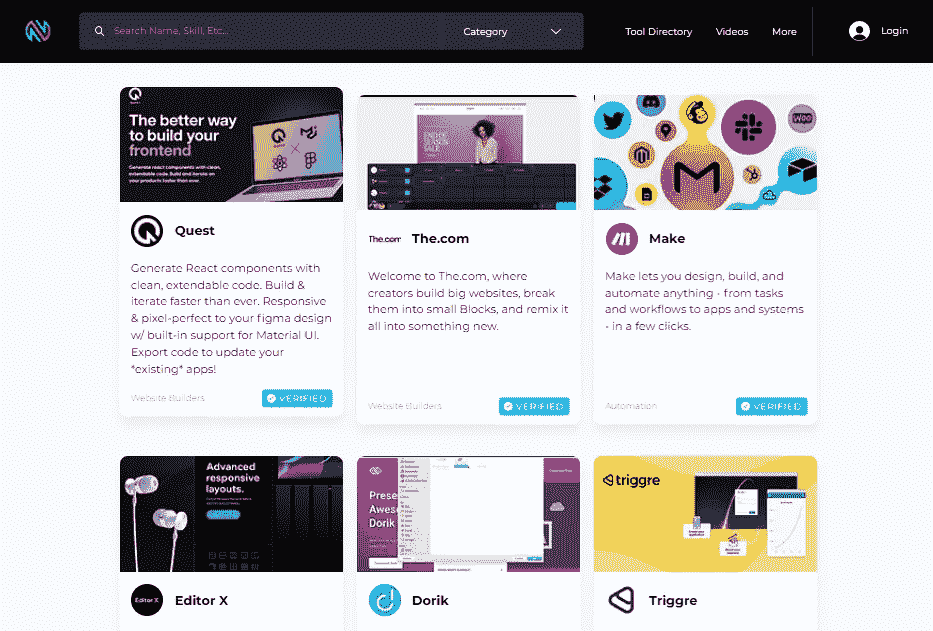 Search Name, Skill, Etc...
Category
Tool Directory
Videos
More
Login
The better way
to build your
frontend
Generate React components with clean,
extendable code. Build and iterate on
your products faster than ever.
Quest
Generate React components with
clean, extendable code. Build &
iterate faster than ever. Responsive
& pixel-perfect to your figma design
w/ built-in support for Material UI.
Export code to update your
*existing* apps!
Website Builders
VERIFIED
The.com
The.com
Welcome to The.com, where
creators build big websites, break
them into small Blocks, and remix it
all into something new.
Website Builders
VERIFIED
WOO
Make
Make lets you design, build, and
automate anything - from tasks
and workflows to apps and systems
- in a few clicks.
Automation
VERIFIED
Advanced
responsive
layouts.
Editor X
Editor X
Prese
Awes
Dorik
Dorik
triggre
Triggre